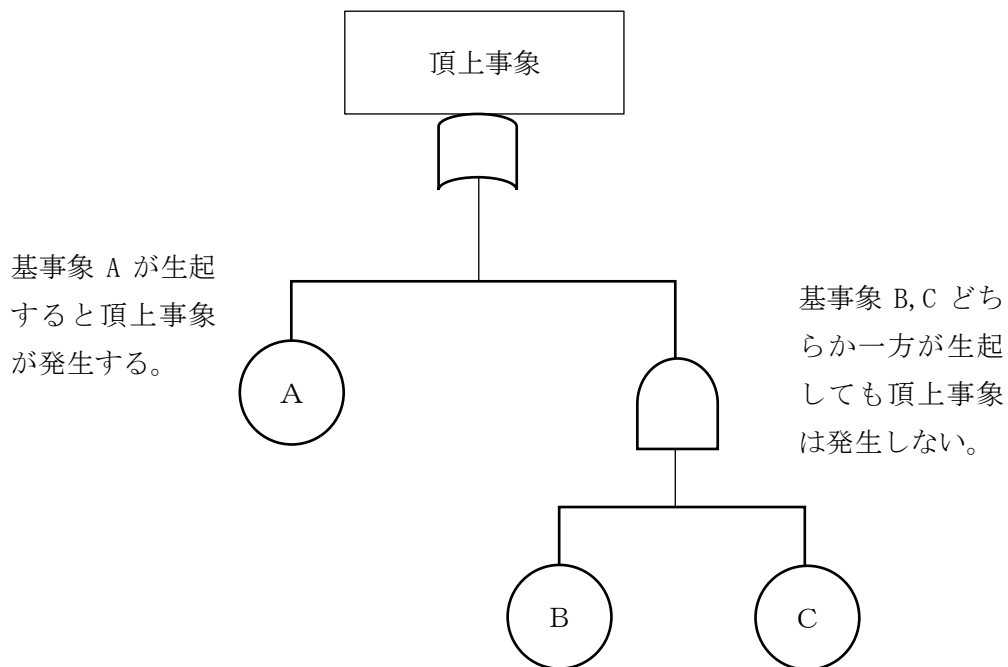 頂上事象
基事象 A が生起
すると頂上事象
が発生する。
基事象 B,C どち
らか一方が生起
しても頂上事象
は発生しない。
A
B
C